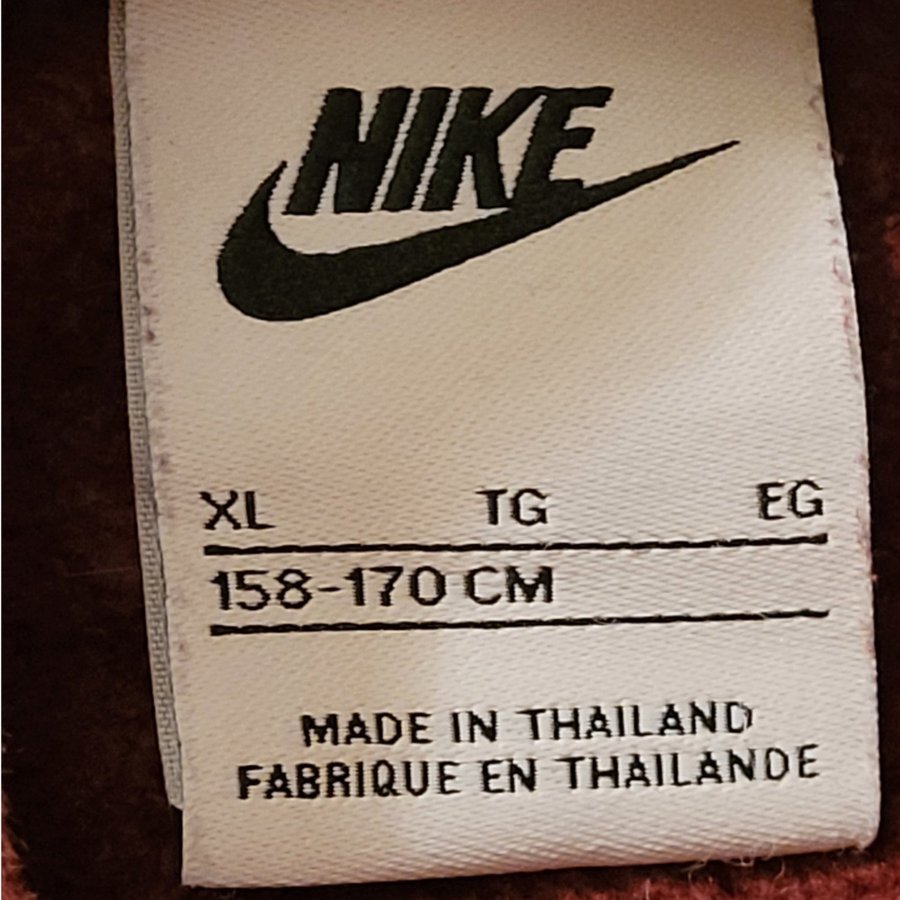 NIKE
XL TG EG
158-170 CM
MADE IN THAILAND
FABRIQUE EN THAILANDE